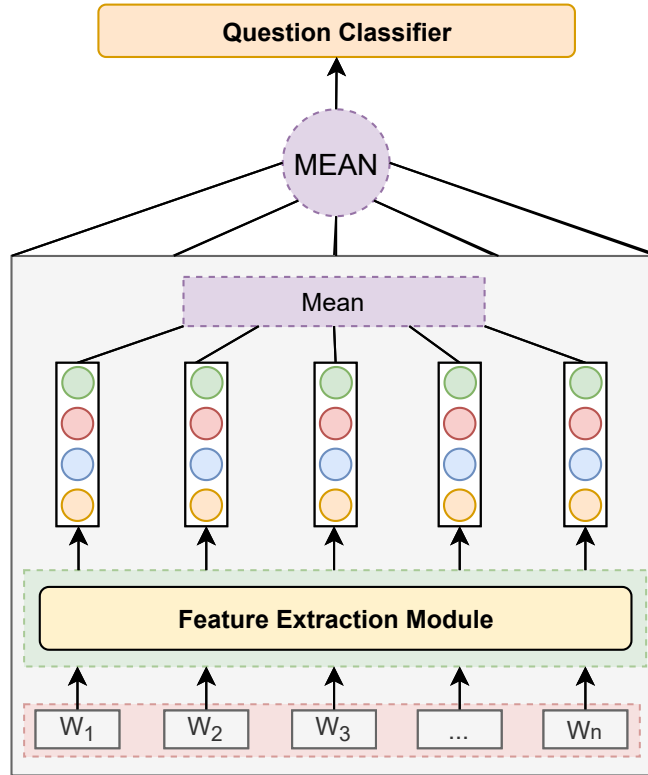 Question Classifier
MEAN
Mean
Feature Extraction Module
W1 W2 W3 ... Wn